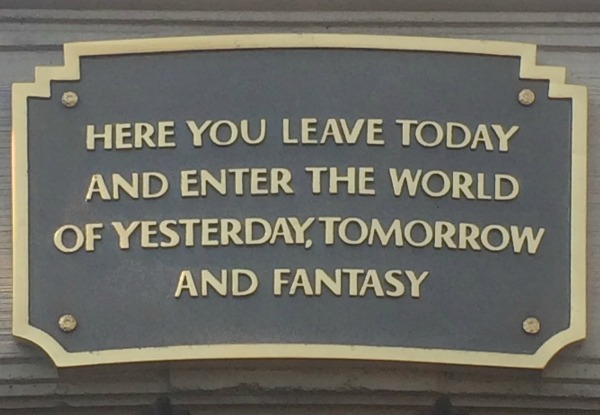 HERE YOU LEAVE TODAY
AND ENTER THE WORLD
OF YESTERDAY, TOMORROW
AND FANTASY